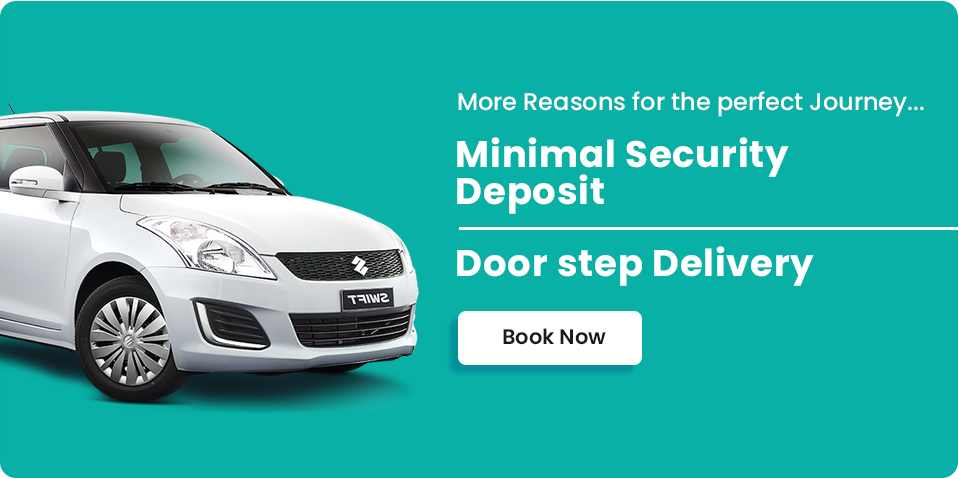 More Reasons for the perfect Journey...
Minimal Security
Deposit
Door step Delivery
Book Now
SWIFT